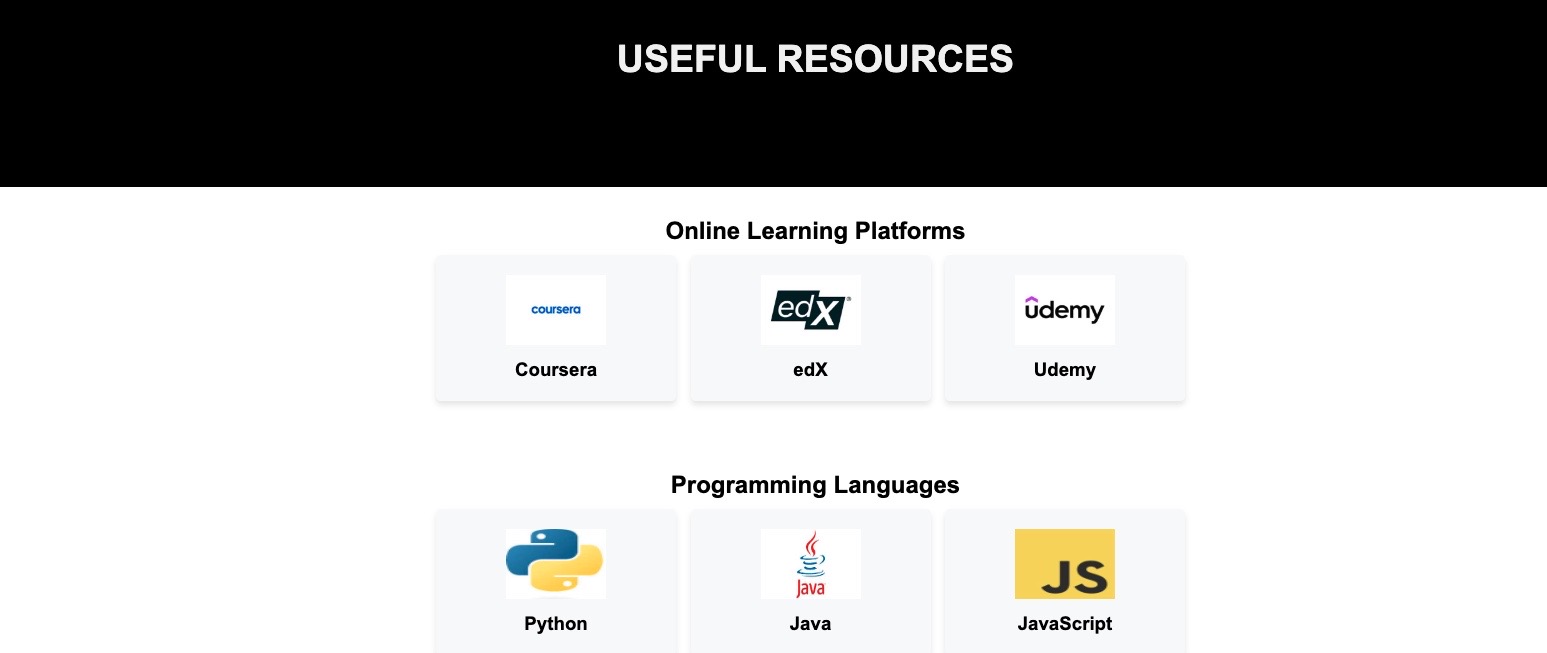 USEFUL RESOURCES
Online Learning Platforms
coursera
edX®
udemy
Coursera
edX
Udemy
Programming Languages
Java
JS
Python
Java
JavaScript